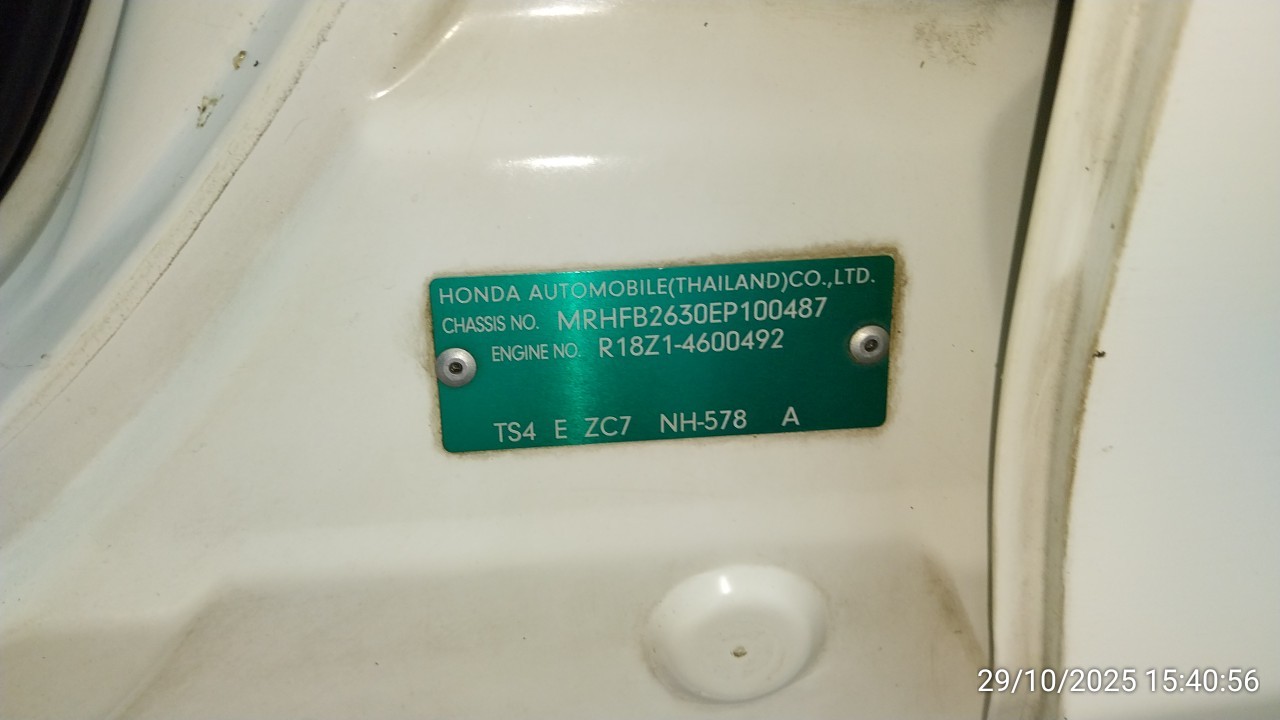 HONDA AUTOMOBILE(THAILAND)CO.,LTD.
CHASSIS NO. MRHFB2630EP100487
ENGINE NO. R18Z1-4600492
TS4 E ZC7 NH-578 A
29/10/2025 15:40:56